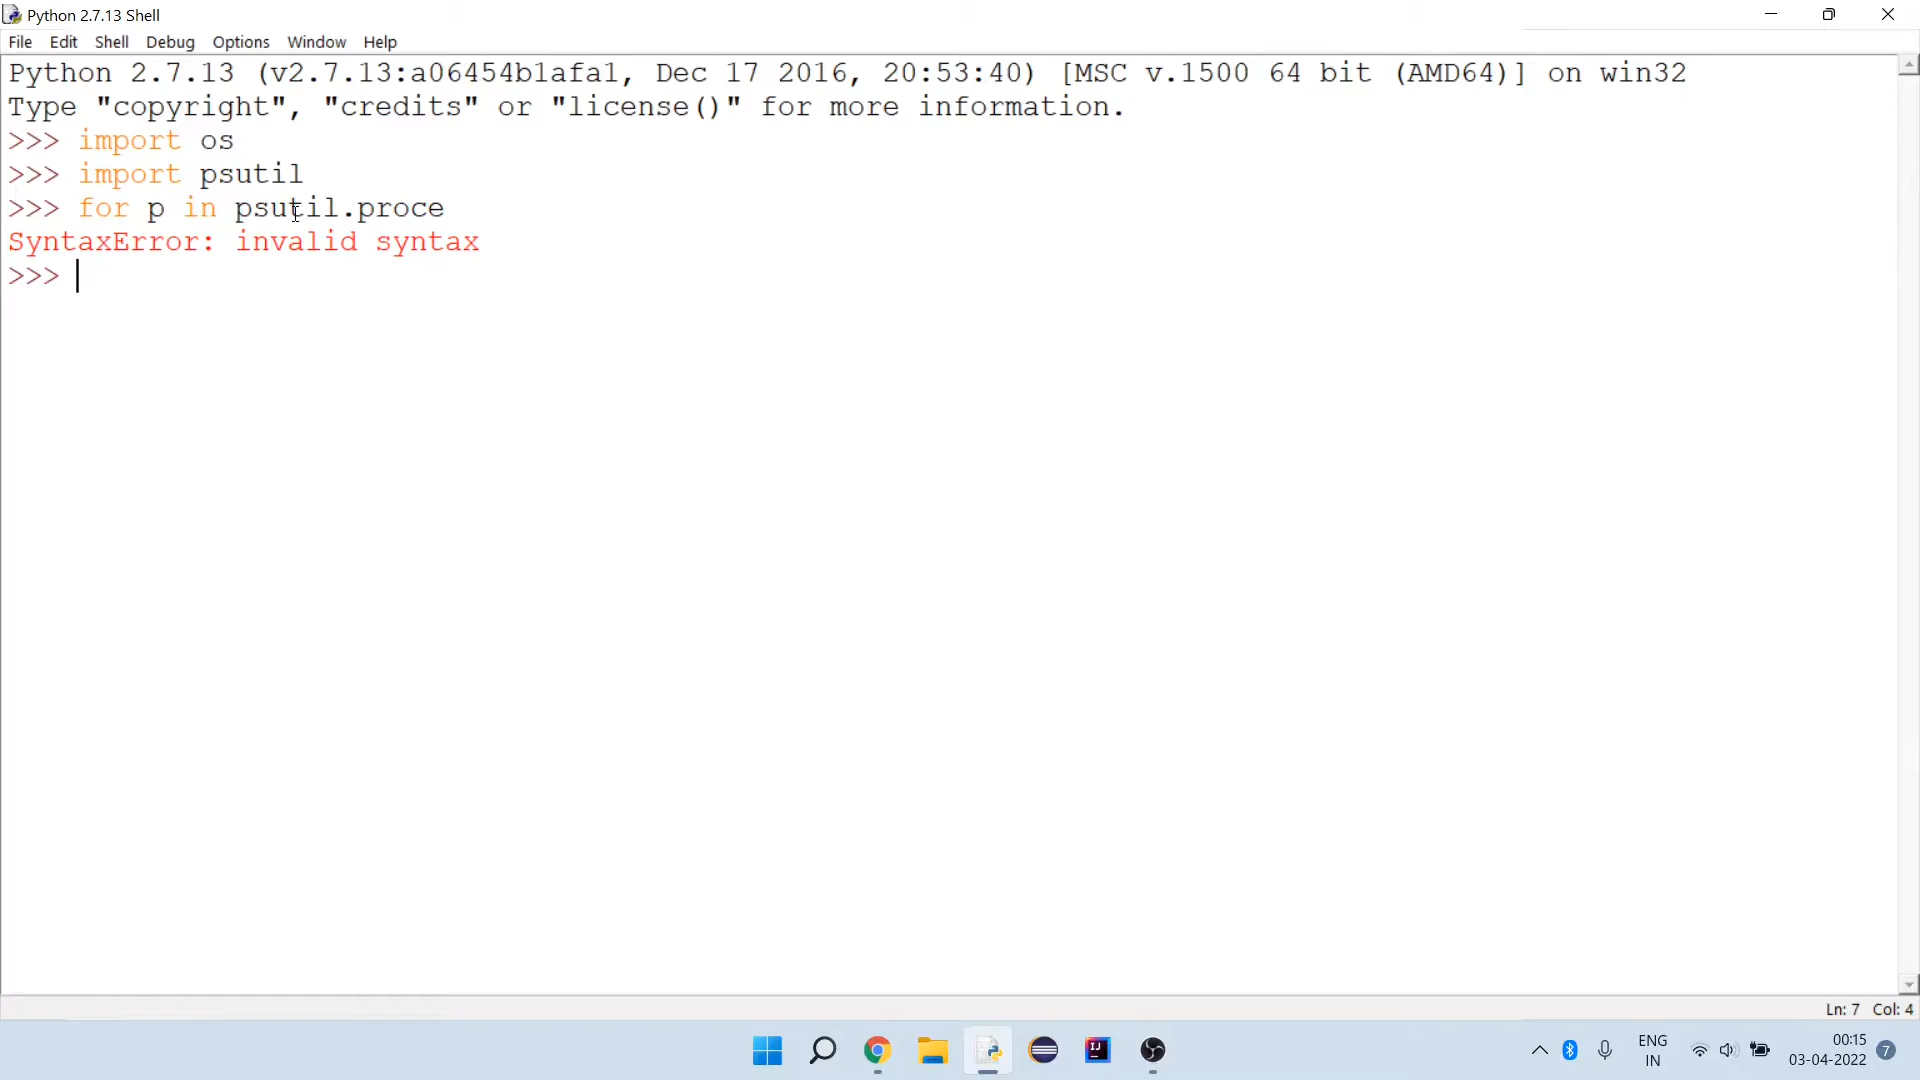 Python 2.7.13 Shell
File Edit Shell Debug Options Window Help
Python 2.7.13 (v2.7.13:a06454b1afa1, Dec 17 2016, 20:53:40) [MSC v.1500 64 bit (AMD64)] on win32
Type "copyright", "credits" or "license()" for more information.
>>> import os
>>> import psutil
>>> for p in psutil.proce
SyntaxError: invalid syntax
>>>
Ln: 7 Col: 4
IJ
ENG
IN
00:15
03-04-2022
7